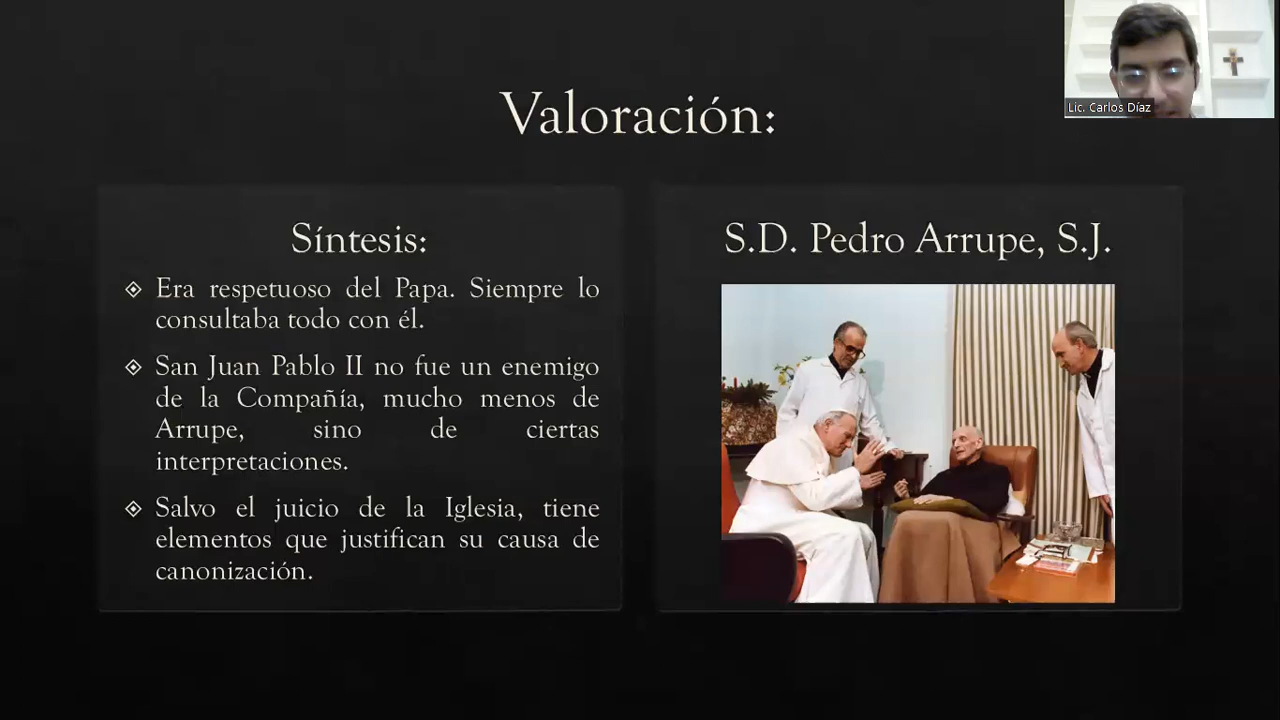 Lic. Carlos Díaz
Valoración:
Síntesis:
Era respetuoso del Papa. Siempre lo
consultaba todo con él.
San Juan Pablo II no fue un enemigo
de la Compañía, mucho menos de
Arrupe, sino de ciertas
interpretaciones.
Salvo el juicio de la Iglesia, tiene
elementos que justifican su causa de
canonización.
S.D. Pedro Arrupe, S.J.